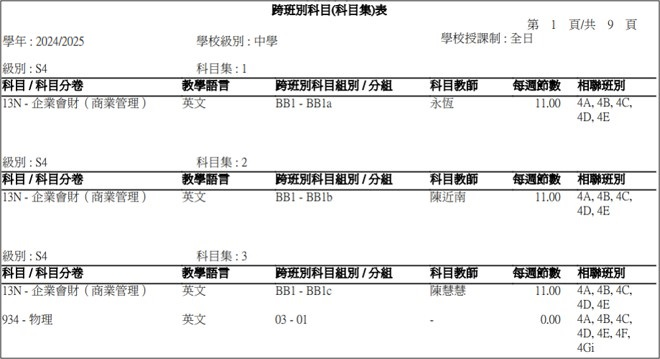 跨班別科目(科目集)表
第 1 頁/共 9 頁
學年 : 2024/2025 學校級別 : 中學 學校授課制 : 全日
級別 : S4 科目集 : 1
科目 / 科目分卷 教學語言 跨班別科目組別 / 分組 科目教師 每週節數 相聯班別
13N - 企業會財（商業管理） 英文 BB1 - BB1a 永恆 11.00 4A, 4B, 4C,
4D, 4E
級別 : S4 科目集 : 2
科目 / 科目分卷 教學語言 跨班別科目組別 / 分組 科目教師 每週節數 相聯班別
13N - 企業會財（商業管理） 英文 BB1 - BB1b 陳近南 11.00 4A, 4B, 4C,
4D, 4E
級別 : S4 科目集 : 3
科目 / 科目分卷 教學語言 跨班別科目組別 / 分組 科目教師 每週節數 相聯班別
13N - 企業會財（商業管理） 英文 BB1 - BB1c 陳慧慧 11.00 4A, 4B, 4C,
4D, 4E
934 - 物理 英文 03 - 01 - 0.00 4A, 4B, 4C,
4D, 4E, 4F,
4Gi